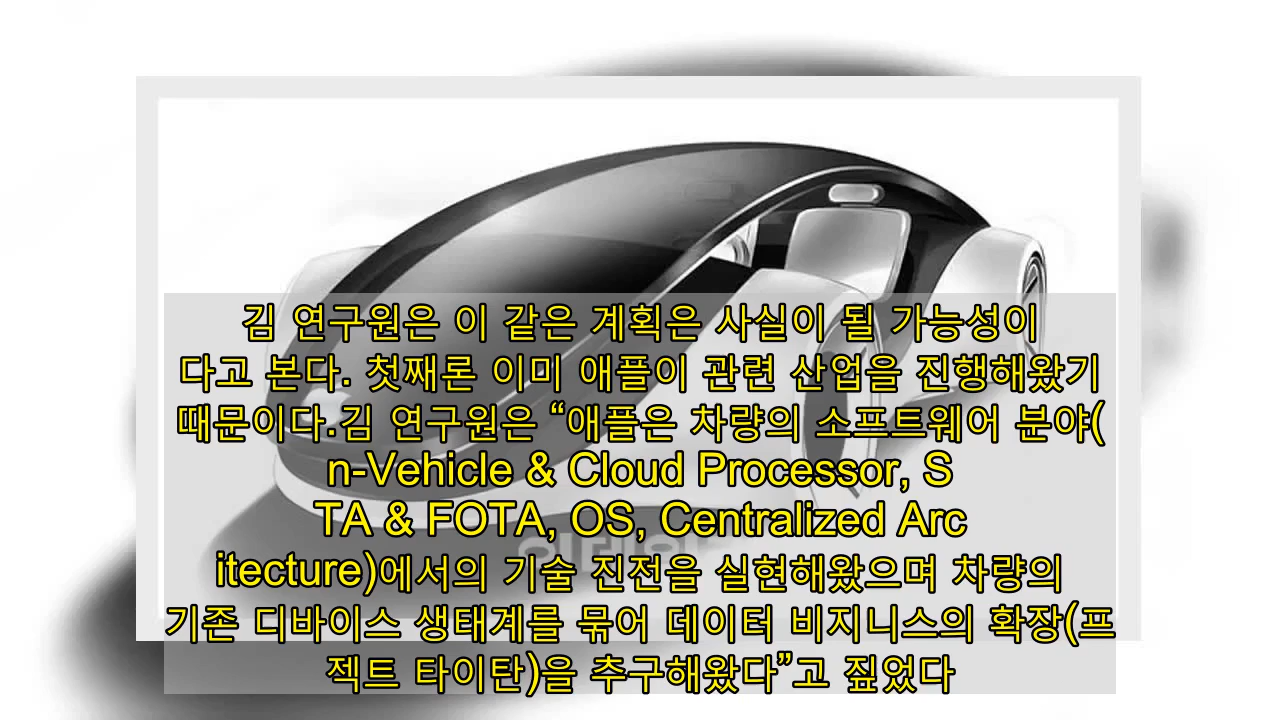 김 연구원은 이 같은 계획은 사실이 될 가능성이
다고 본다. 첫째론 이미 애플이 관련 산업을 진행해왔기
때문이다.김 연구원은 “애플은 차량의 소프트웨어 분야(
n-Vehicle & Cloud Processor, S
TA & FOTA, OS, Centralized Arc
itecture)에서의 기술 진전을 실현해왔으며 차량의
기존 디바이스 생태계를 묶어 데이터 비지니스의 확장(프
젝트 타이탄)을 추구해왔다”고 짚었다